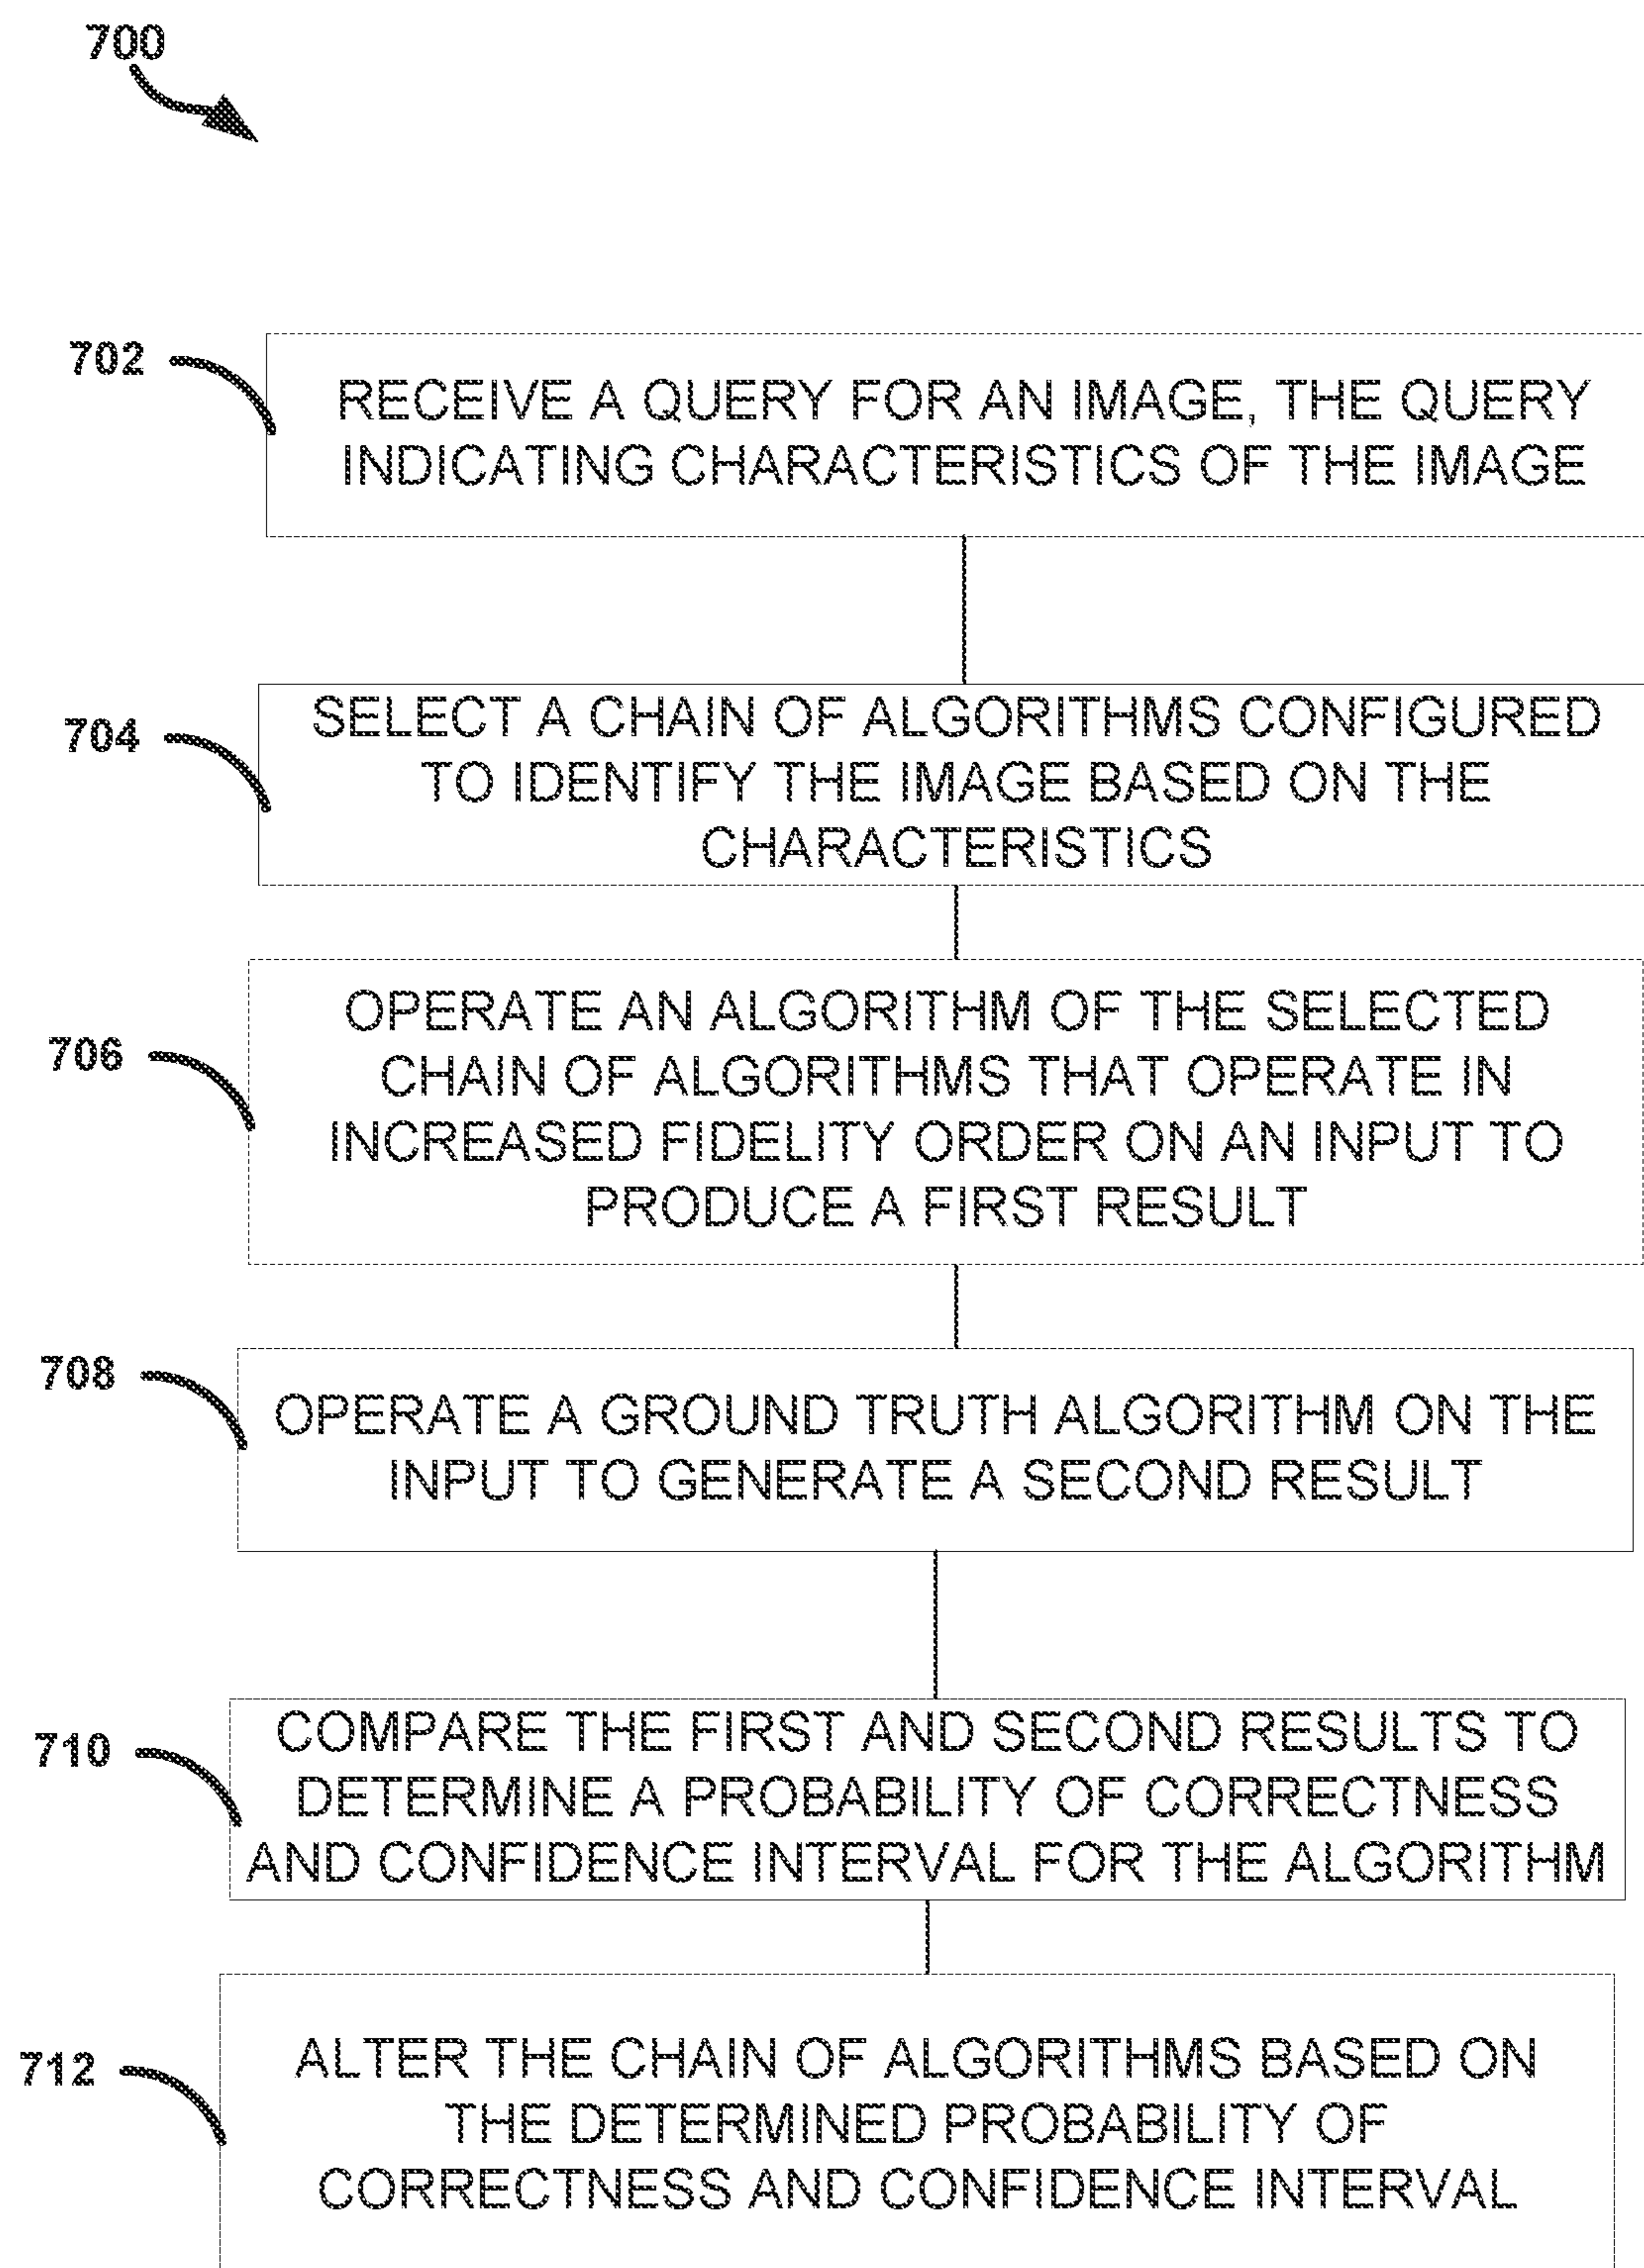 700
702
RECEIVE A QUERY FOR AN IMAGE, THE QUERY
INDICATING CHARACTERISTICS OF THE IMAGE
704
SELECT A CHAIN OF ALGORITHMS CONFIGURED
TO IDENTIFY THE IMAGE BASED ON THE
CHARACTERISTICS
706
OPERATE AN ALGORITHM OF THE SELECTED
CHAIN OF ALGORITHMS THAT OPERATE IN
INCREASED FIDELITY ORDER ON AN INPUT TO
PRODUCE A FIRST RESULT
708
OPERATE A GROUND TRUTH ALGORITHM ON THE
INPUT TO GENERATE A SECOND RESULT
710
COMPARE THE FIRST AND SECOND RESULTS TO
DETERMINE A PROBABILITY OF CORRECTNESS
AND CONFIDENCE INTERVAL FOR THE ALGORITHM
712
ALTER THE CHAIN OF ALGORITHMS BASED ON
THE DETERMINED PROBABILITY OF
CORRECTNESS AND CONFIDENCE INTERVAL